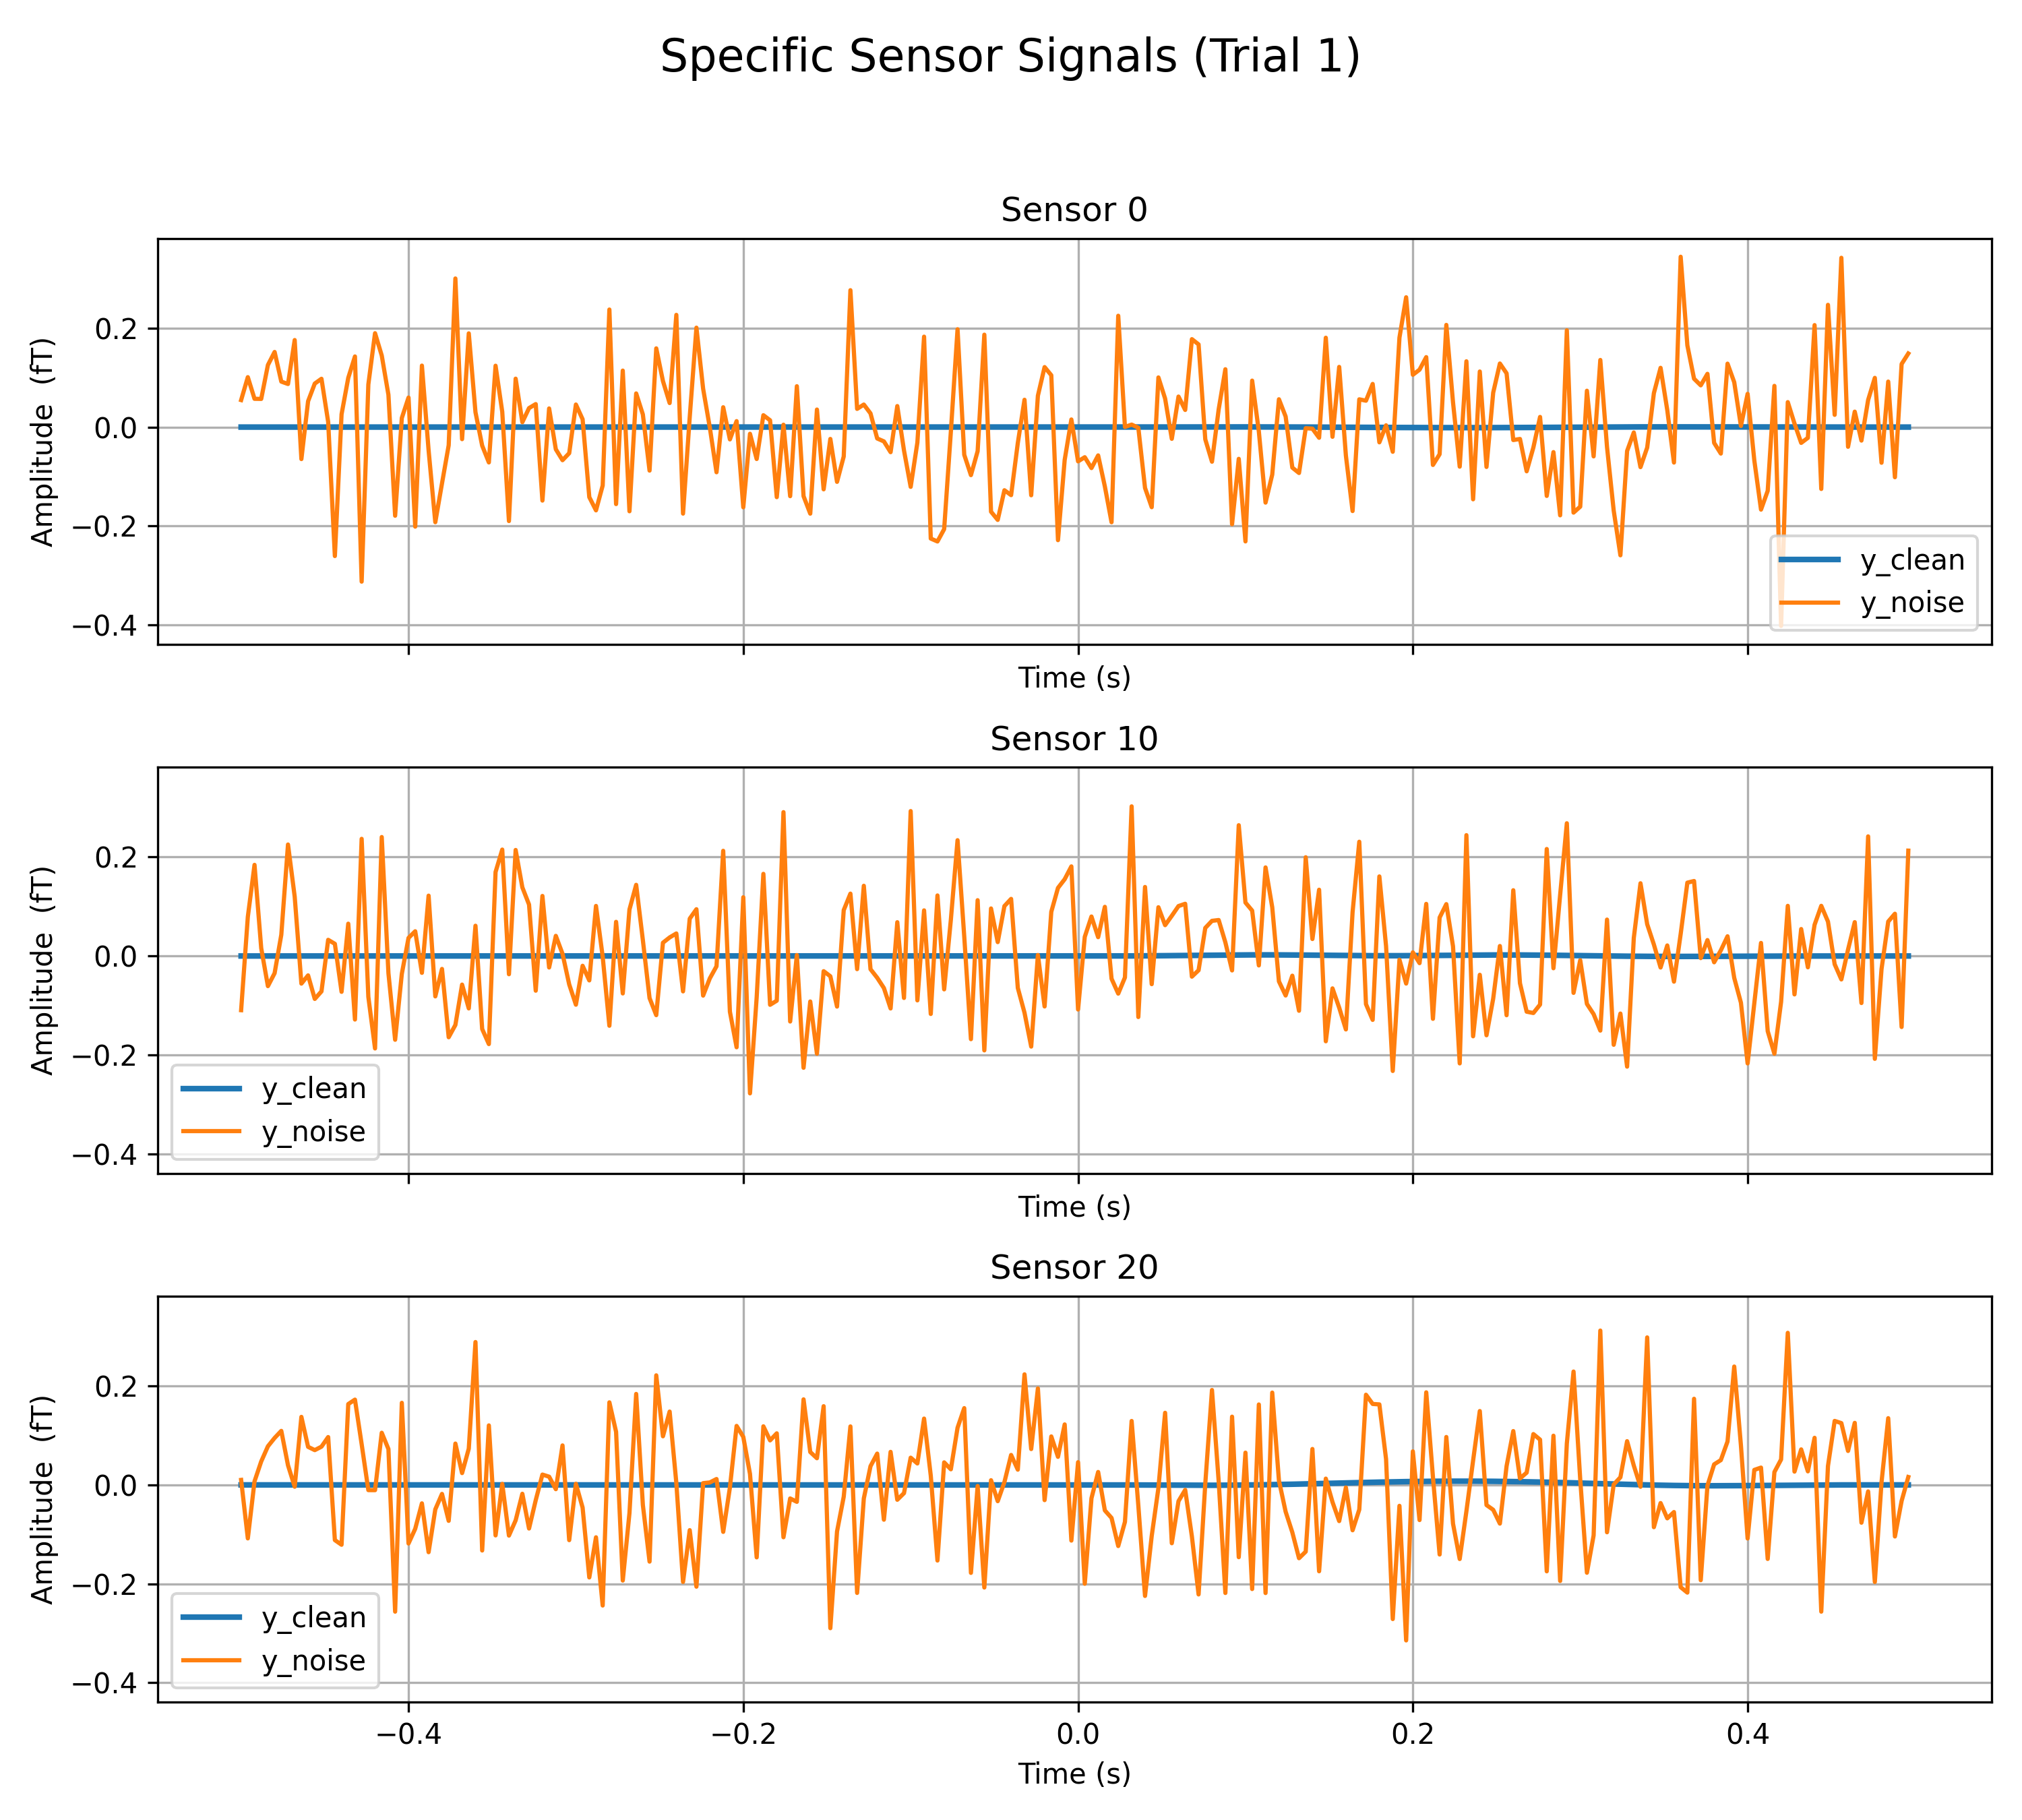 Specific Sensor Signals (Trial 1)
Sensor 0
Amplitude (fT)
0.2
0.0
−0.2
−0.4
y_clean
y_noise
Time (s)
Sensor 10
Amplitude (fT)
0.2
0.0
−0.2
−0.4
y_clean
y_noise
Time (s)
Sensor 20
Amplitude (fT)
0.2
0.0
−0.2
−0.4
y_clean
y_noise
−0.4 −0.2 0.0 0.2 0.4
Time (s)